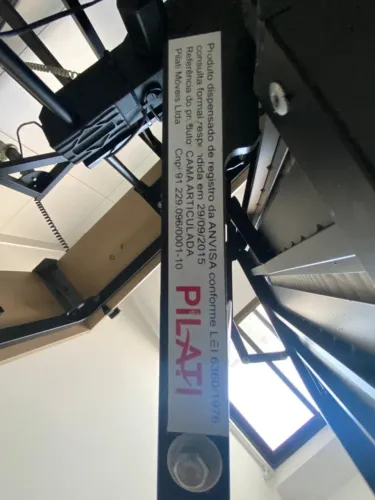 Produto dispensado de registro da ANVISA conforme LEI 6360/1976
consulta formal respondida em 29/09/2015
Referência do produto: CAMA ARTICULADA
Pilati Móveis Ltda Cnpj 91 229 096/0001-10
PILATI